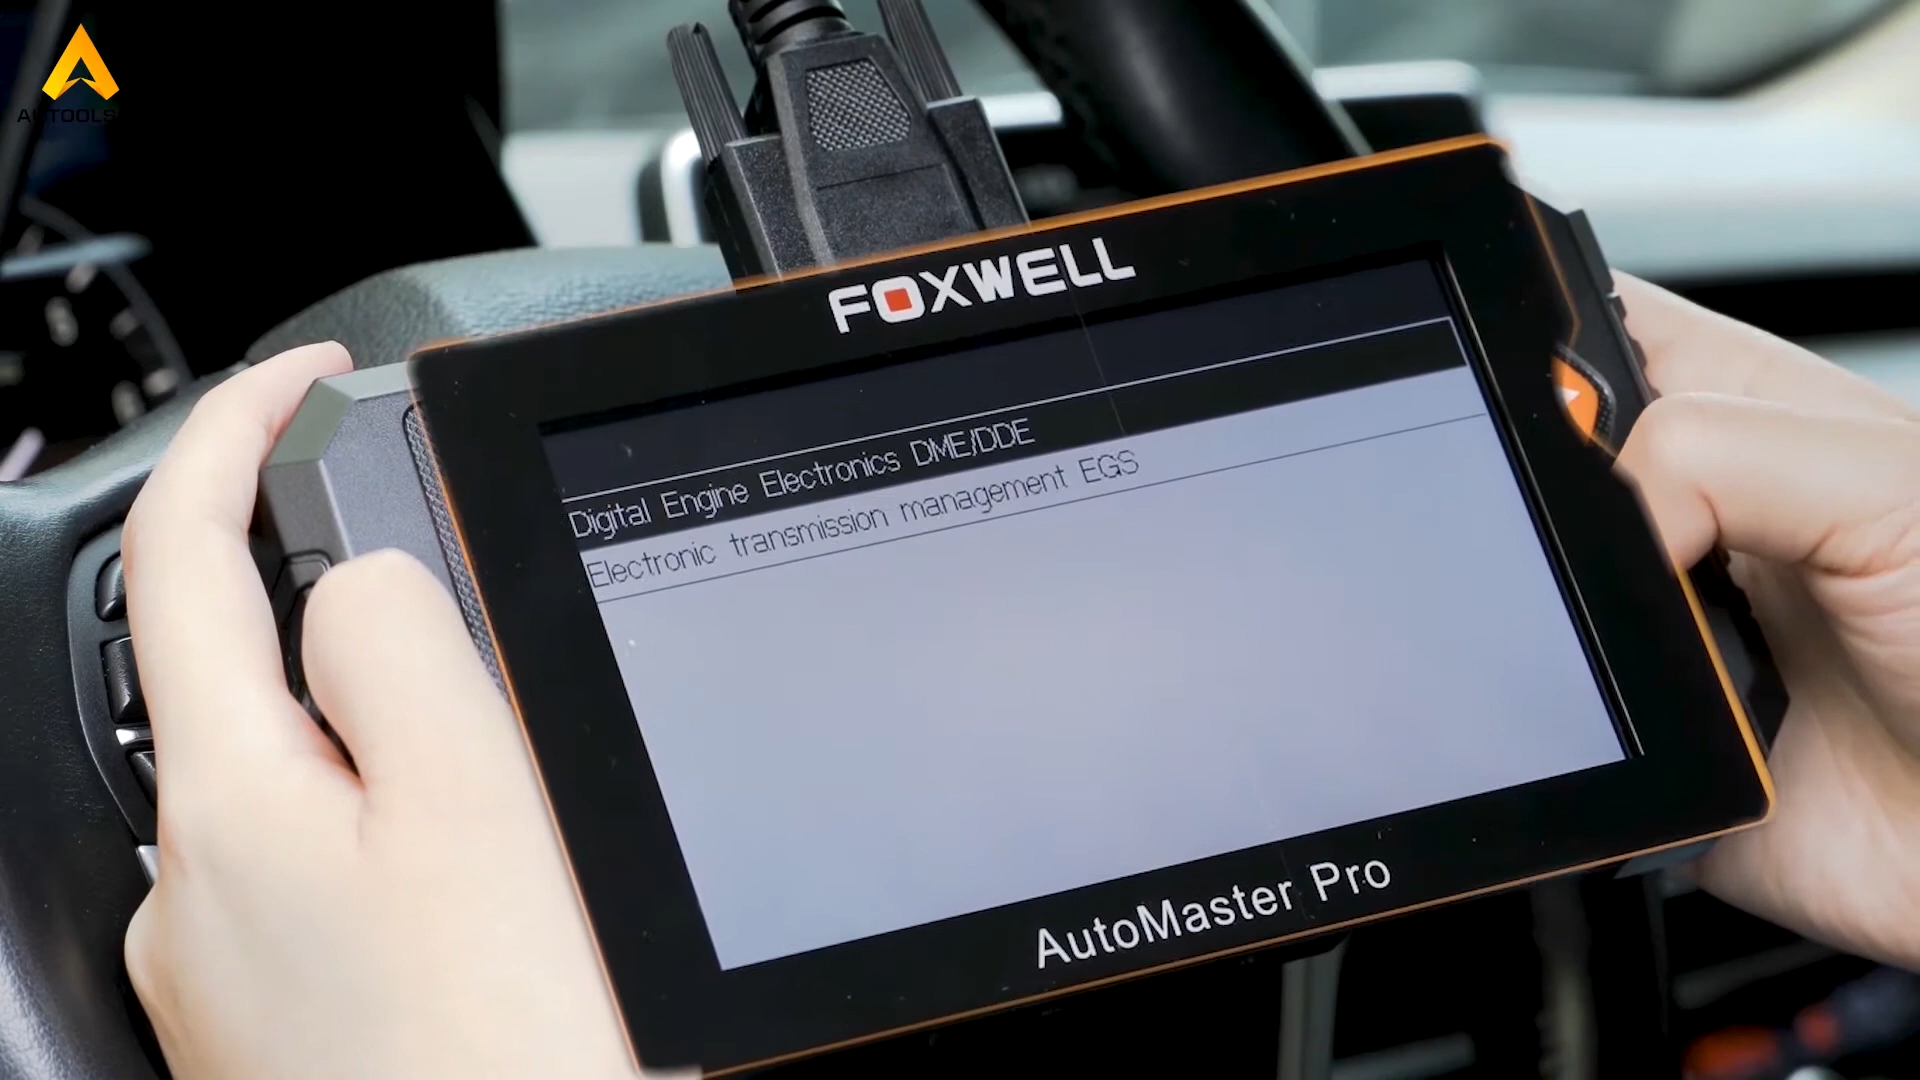 AUTOOLS
FOXWELL
Digital Engine Electronics DME/DDE
Electronic transmission management EGS
AutoMaster Pro